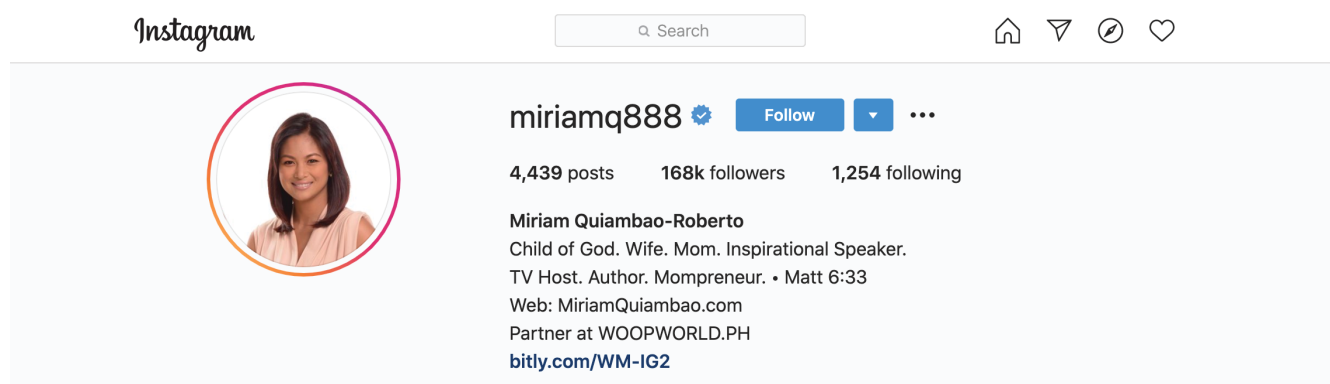 Instagram
Search
miriamq888
Follow
4,439 posts 168k followers 1,254 following
Miriam Quiambao-Roberto
Child of God. Wife. Mom. Inspirational Speaker.
TV Host. Author. Mompreneur. • Matt 6:33
Web: MiriamQuiambao.com
Partner at WOOPWORLD.PH
bitly.com/WM-IG2